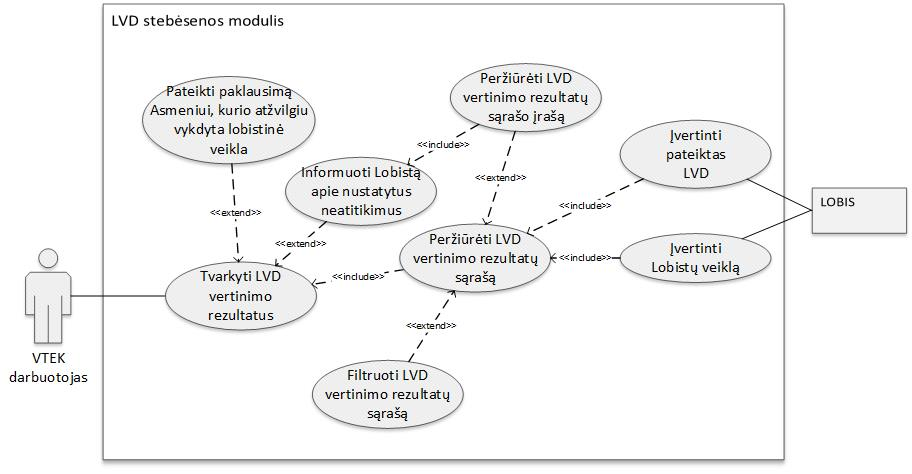 LVD stebėsenos modulis
Pateikti paklausimą
Asmeniui, kurio atžvilgiu
vykdyta lobistinė
veikla
Peržiūrėti LVD
vertinimo rezultatų
sąrašo įrašą
Įvertinti
pateiktas
LVD
<<include>>
Informuoti Lobistą
apie nustatytus
neatitikimus
<<extend>>
LOBIS
<<include>>
<<extend>>
<<extend>>
Peržiūrėti LVD
vertinimo rezultatų
sąrašą
<<include>>
Įvertinti
Lobistų veiklą
Tvarkyti LVD
vertinimo
rezultatus
<<include>>
<<extend>>
VTEK
darbuotojas
Filtruoti LVD
vertinimo rezultatų
sąrašą